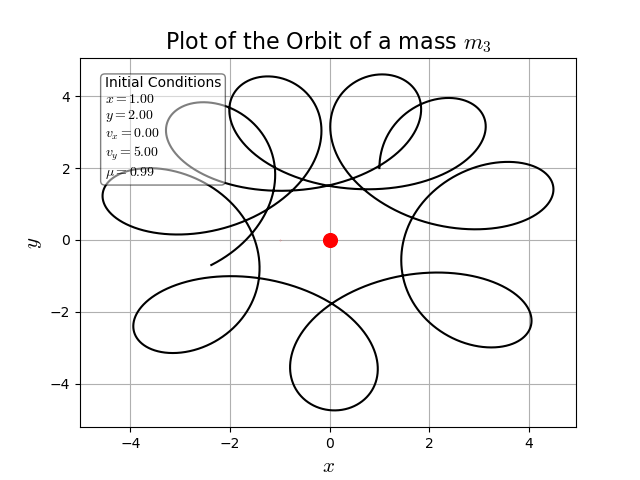 Plot of the Orbit of a mass m₃
Initial Conditions
x = 1.00
y = 2.00
vₓ = 0.00
v_y = 5.00
μ = 0.99
4
2
0
−2
−4
y
−4
−2
0
2
4
x